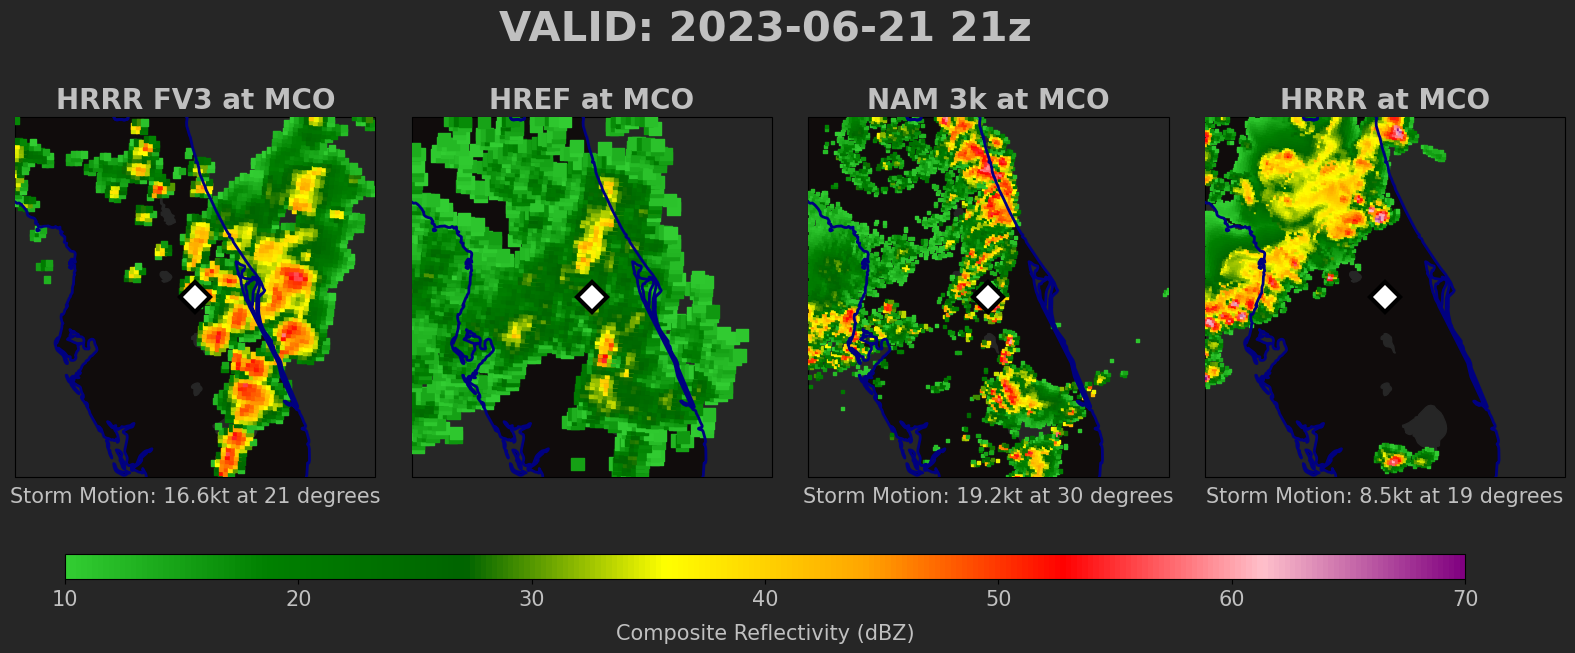 VALID: 2023-06-21 21z
HRRR FV3 at MCO
HREF at MCO
NAM 3k at MCO
HRRR at MCO
Storm Motion: 16.6kt at 21 degrees
Storm Motion: 19.2kt at 30 degrees
Storm Motion: 8.5kt at 19 degrees
10 20 30 40 50 60 70
Composite Reflectivity (dBZ)